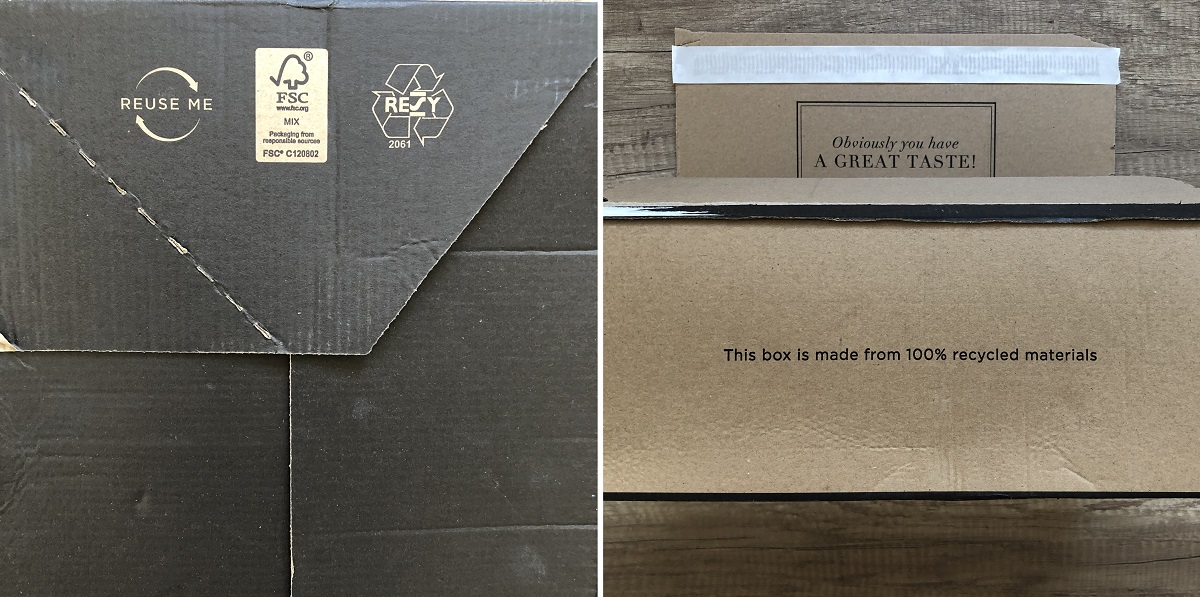 REUSE ME
®
FSC
www.fsc.org
MIX
Packaging from
responsible sources
FSC® C120802
RESY
2061
Obviously you have
A GREAT TASTE!
This box is made from 100% recycled materials